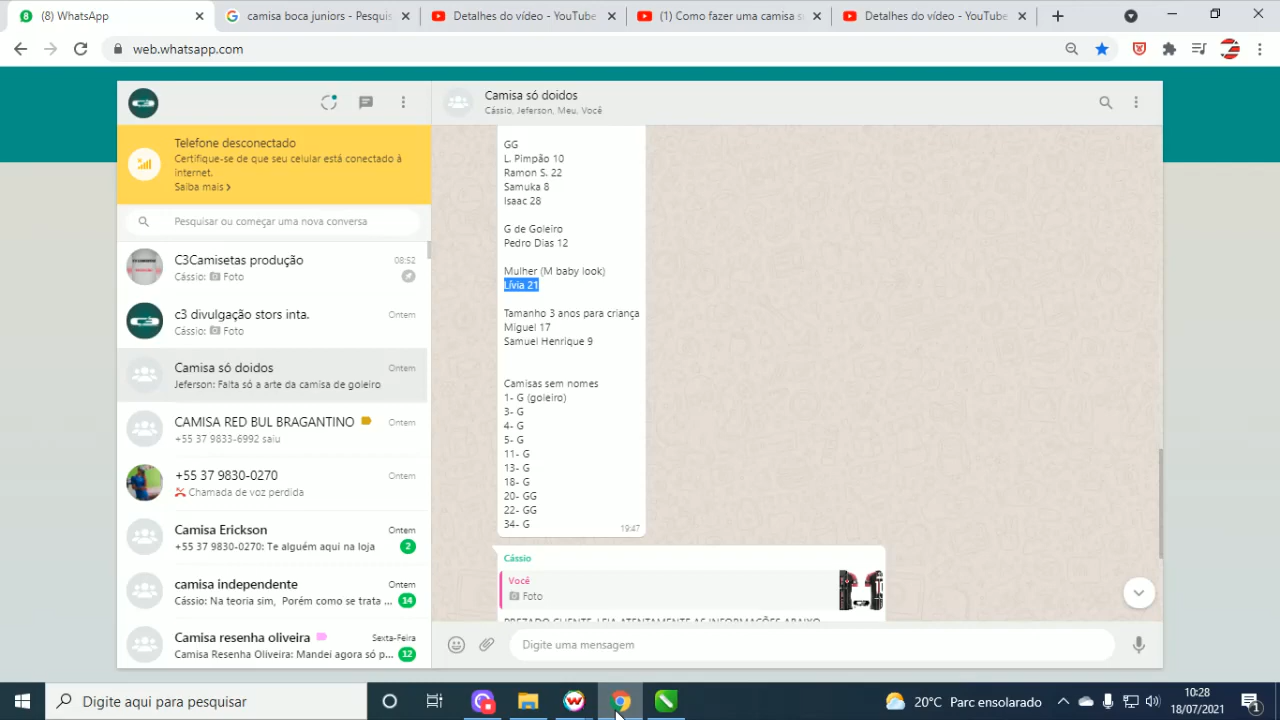 (8) WhatsApp
camisa boca juniors - Pesquis
Detalhes do vídeo - YouTube
(1) Como fazer uma camisa s
Detalhes do vídeo - YouTube
web.whatsapp.com
Telefone desconectado
Certifique-se de que seu celular está conectado à
internet.
Saiba mais
Pesquisar ou começar uma nova conversa
C3Camisetas produção
08:52
Cássio: Foto
c3 divulgação stors inta.
Ontem
Cássio: Foto
Camisa só doidos
Ontem
Jeferson: Falta só a arte da camisa de goleiro
CAMISA RED BUL BRAGANTINO
Ontem
+55 37 9833-6992 saiu
+55 37 9830-0270
Ontem
Chamada de voz perdida
Camisa Erickson
Ontem
+55 37 9830-0270: Te alguém aqui na loja
2
camisa independente
Ontem
Cássio: Na teoria sim, Porém como se trata ...
14
Camisa resenha oliveira
Sexta-Feira
Camisa Resenha Oliveira: Mandei agora só p...
12
Camisa só doidos
Cássio, Jeferson, Meu, Você
GG
L. Pimpão 10
Ramon S. 22
Samuka 8
Isaac 28
G de Goleiro
Pedro Dias 12
Mulher (M baby look)
Lívia 21
Tamanho 3 anos para criança
Miguel 17
Samuel Henrique 9
Camisas sem nomes
1- G (goleiro)
3- G
4- G
5- G
11- G
13- G
18- G
20- GG
22- GG
34- G
19:47
Cássio
Você
Foto
PREZADO CLIENTE, LEIA ATENTAMENTE AS INFORMAÇÕES ABAIXO
Digite uma mensagem
Digite aqui para pesquisar
20°C Parc ensolarado
10:28
18/07/2021
1